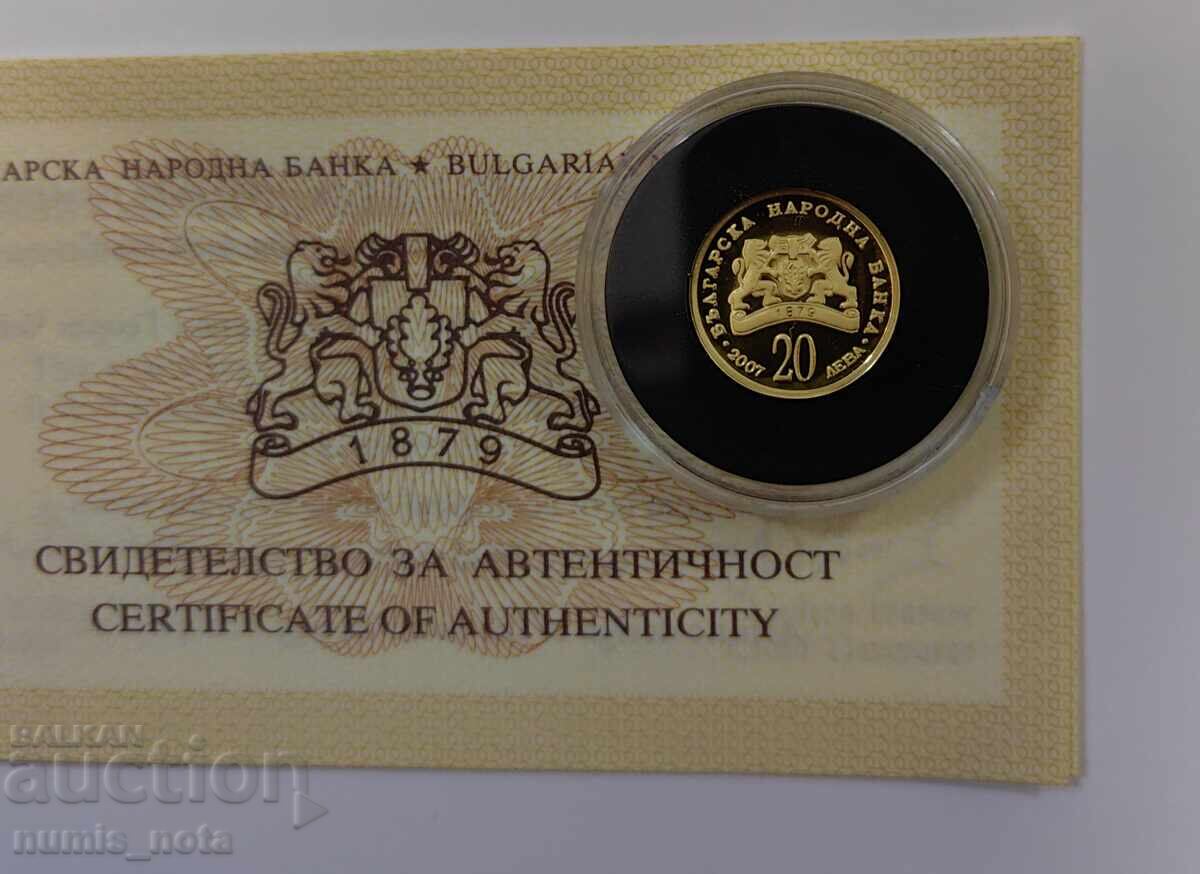 АРСКА НАРОДНА БАНКА ★ BULGARIA
1879
СВИДЕТЕЛСТВО ЗА АВТЕНТИЧНОСТ
CERTIFICATE OF AUTHENTICITY
• БЪЛГАРСКА НАРОДНА БАНКА •
1879
2007 20 ЛЕВА
BALKAN
auction
numis_nota